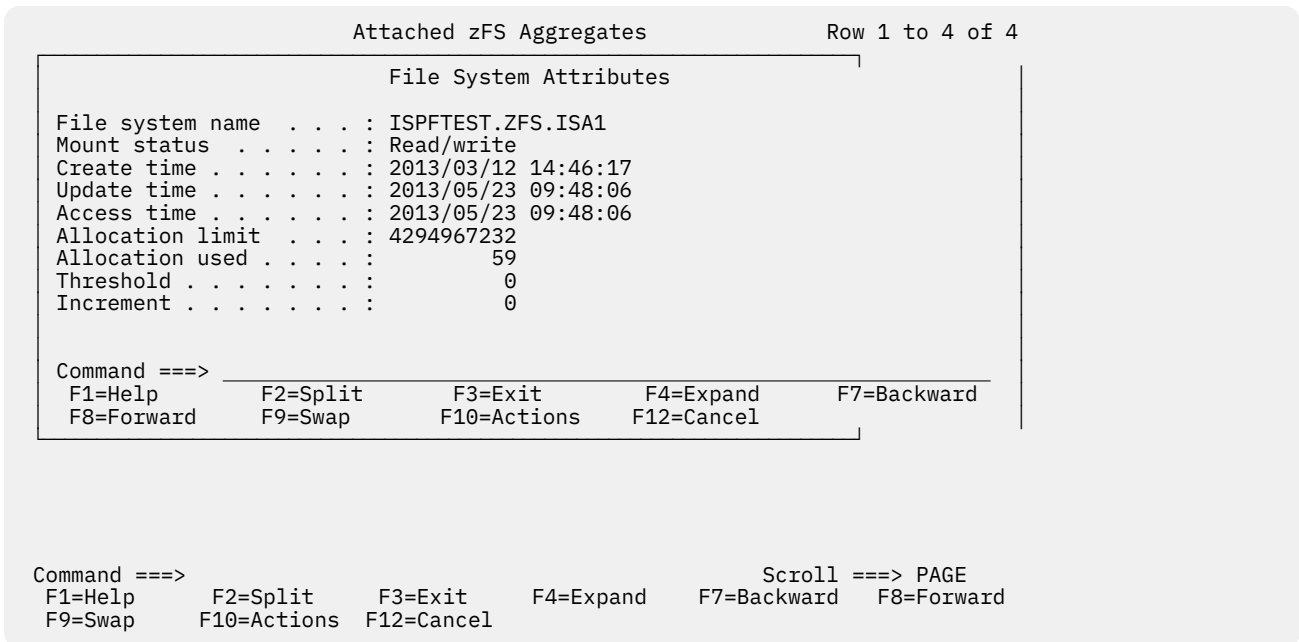 Attached zFS Aggregates Row 1 to 4 of 4
File System Attributes
File system name . . . : ISPFTEST.ZFS.ISA1
Mount status . . . . . : Read/write
Create time . . . . . . : 2013/03/12 14:46:17
Update time . . . . . . : 2013/05/23 09:48:06
Access time . . . . . . : 2013/05/23 09:48:06
Allocation limit . . . : 4294967232
Allocation used . . . . : 59
Threshold . . . . . . . : 0
Increment . . . . . . . : 0
Command ===>
F1=Help F2=Split F3=Exit F4=Expand F7=Backward
F8=Forward F9=Swap F10=Actions F12=Cancel
Command ===> Scroll ===> PAGE
F1=Help F2=Split F3=Exit F4=Expand F7=Backward F8=Forward
F9=Swap F10=Actions F12=Cancel